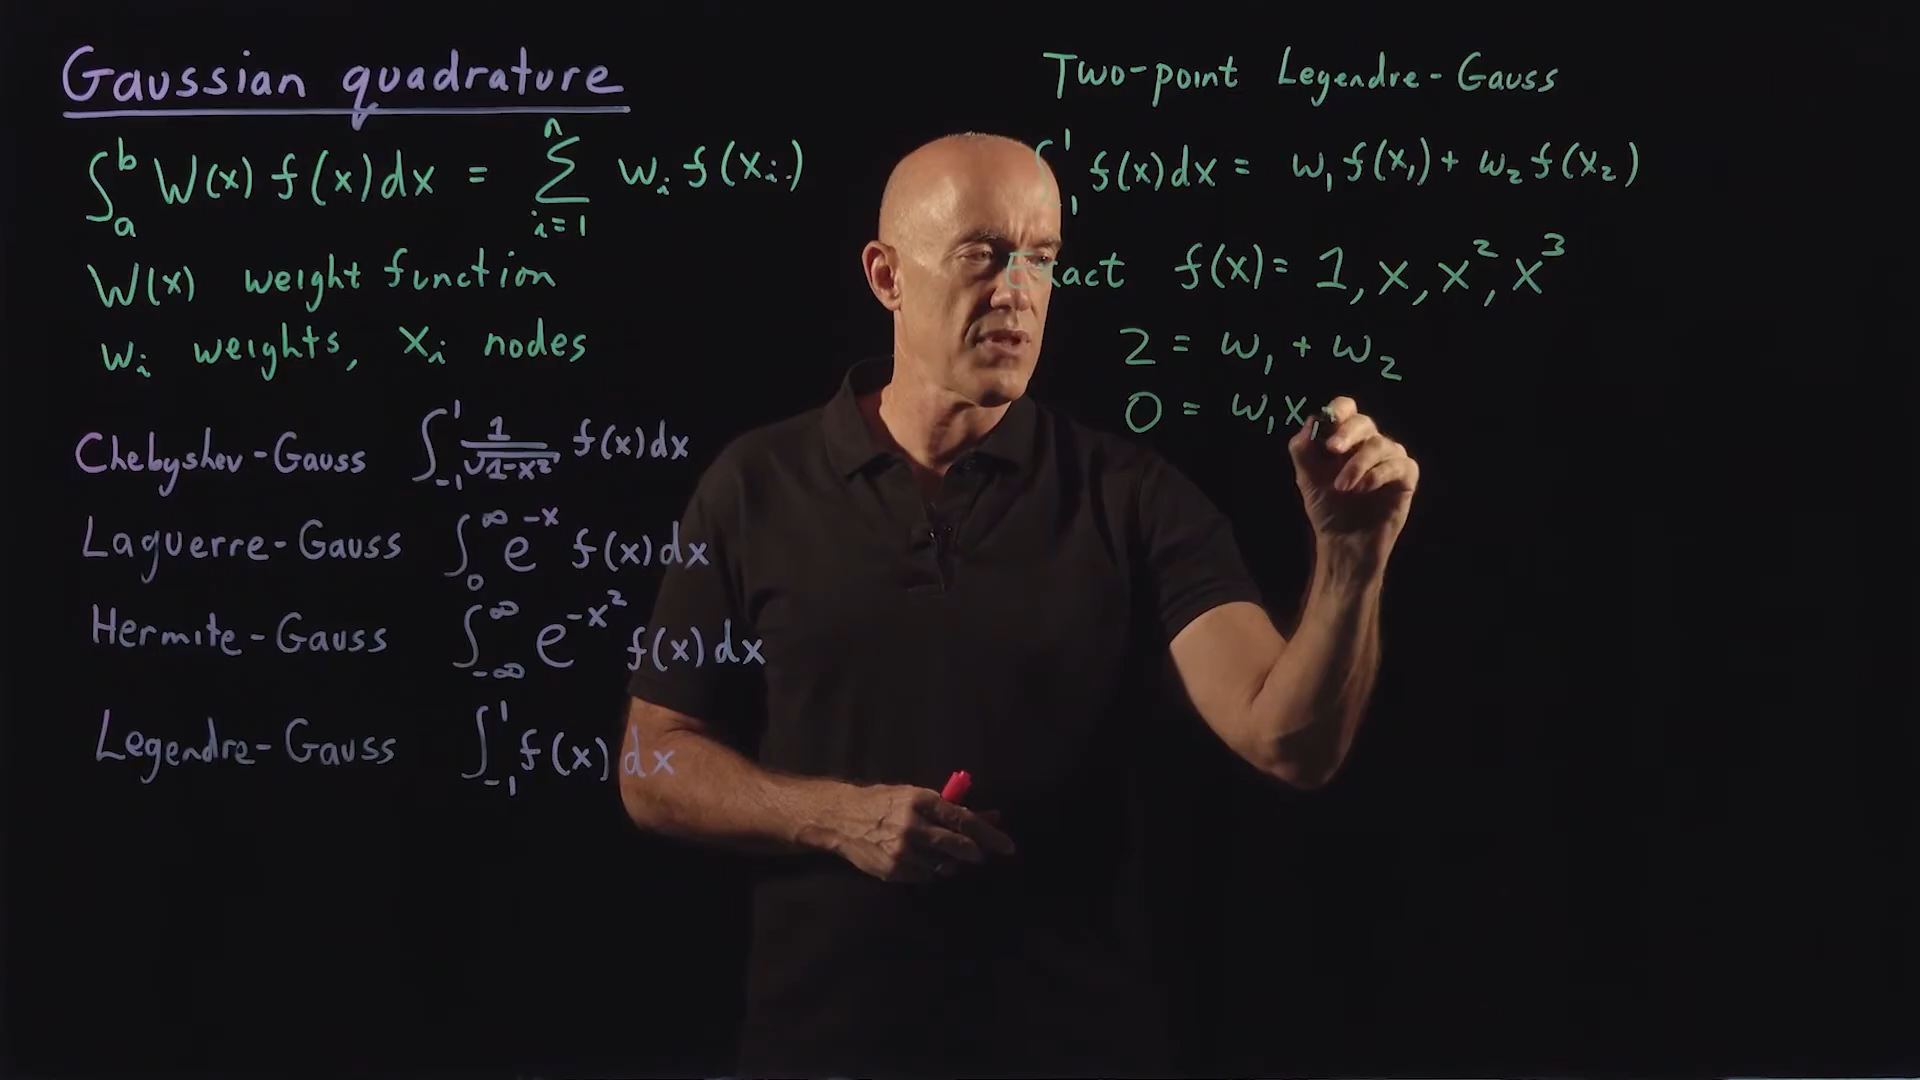 Gaussian quadrature
∫_a^b W(x) f(x) dx = ∑_{i=1}^n w_i f(x_i)
W(x) weight function
w_i weights, x_i nodes
Chebyshev-Gauss ∫_{-1}^1 1/√(1-x²) f(x) dx
Laguerre-Gauss ∫_0^∞ e^{-x} f(x) dx
Hermite-Gauss ∫_{-∞}^∞ e^{-x²} f(x) dx
Legendre-Gauss ∫_{-1}^1 f(x) dx
Two-point Legendre-Gauss
∫_{-1}^1 f(x) dx = w_1 f(x_1) + w_2 f(x_2)
Exact f(x) = 1, x, x², x³
2 = w_1 + w_2
0 = w_1 x_1 +